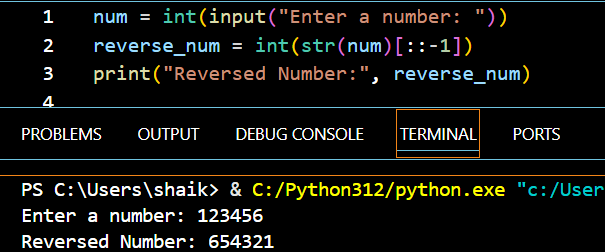 1 num = int(input("Enter a number: "))
2 reverse_num = int(str(num)[::-1])
3 print("Reversed Number:", reverse_num)
4
PROBLEMS OUTPUT DEBUG CONSOLE TERMINAL PORTS
PS C:\Users\shaik> & C:/Python312/python.exe "c:/User
Enter a number: 123456
Reversed Number: 654321